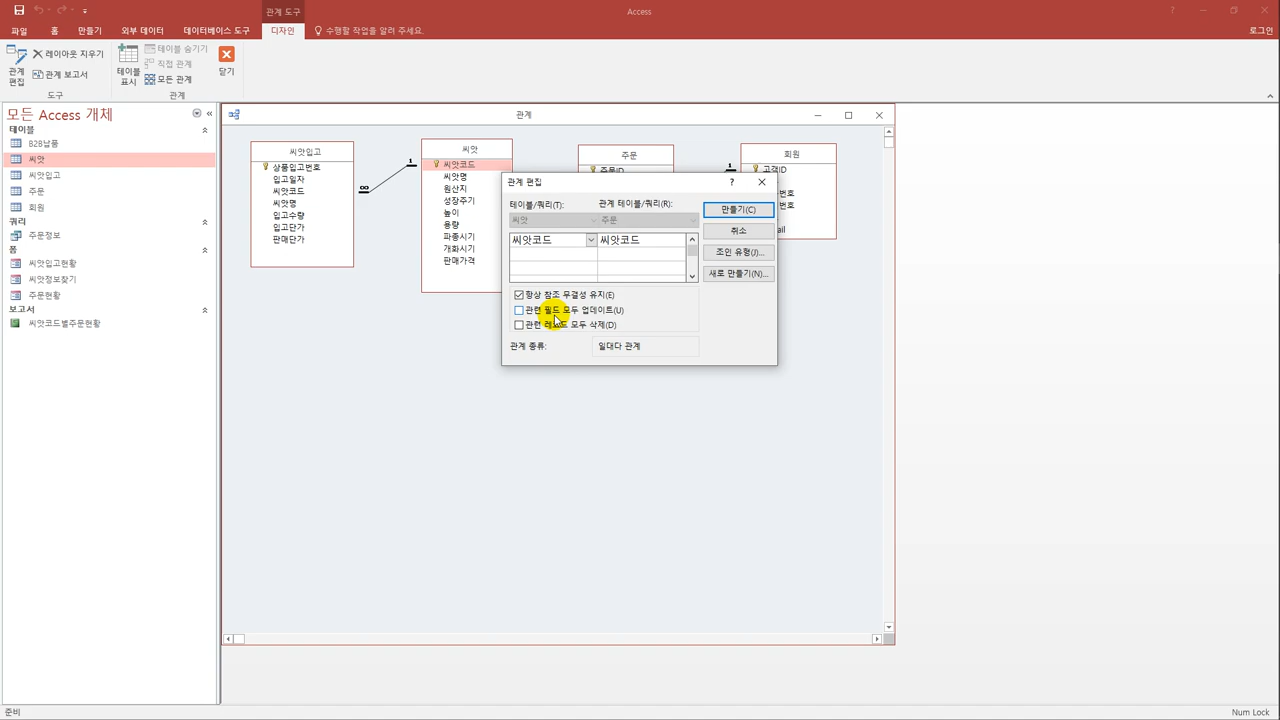 관계 도구
Access
파일
홈
만들기
외부 데이터
데이터베이스 도구
디자인
수행할 작업을 알려 주세요.
로그인
관계
편집
레이아웃 지우기
관계 보고서
도구
테이블
표시
테이블 숨기기
직접 관계
모든 관계
관계
닫기
모든 Access 개체
테이블
B2B납품
씨앗
씨앗입고
주문
회원
쿼리
주문정보
폼
씨앗입고현황
씨앗정보찾기
주문현황
보고서
씨앗코드별주문현황
관계
씨앗입고
상품입고번호
입고일자
씨앗코드
씨앗명
입고수량
입고단가
판매단가
∞
1
씨앗
씨앗코드
씨앗명
원산지
성장주기
높이
용량
파종시기
개화시기
판매가격
주문
주문ID
1
회원
고객ID
번호
번호
ail
관계 편집
?
테이블/쿼리(T):
관계 테이블/쿼리(R):
씨앗
주문
씨앗코드
씨앗코드
만들기(C)
취소
조인 유형(J)...
새로 만들기(N)...
항상 참조 무결성 유지(E)
관련 필드 모두 업데이트(U)
관련 레코드 모두 삭제(D)
관계 종류:
일대다 관계
준비
Num Lock